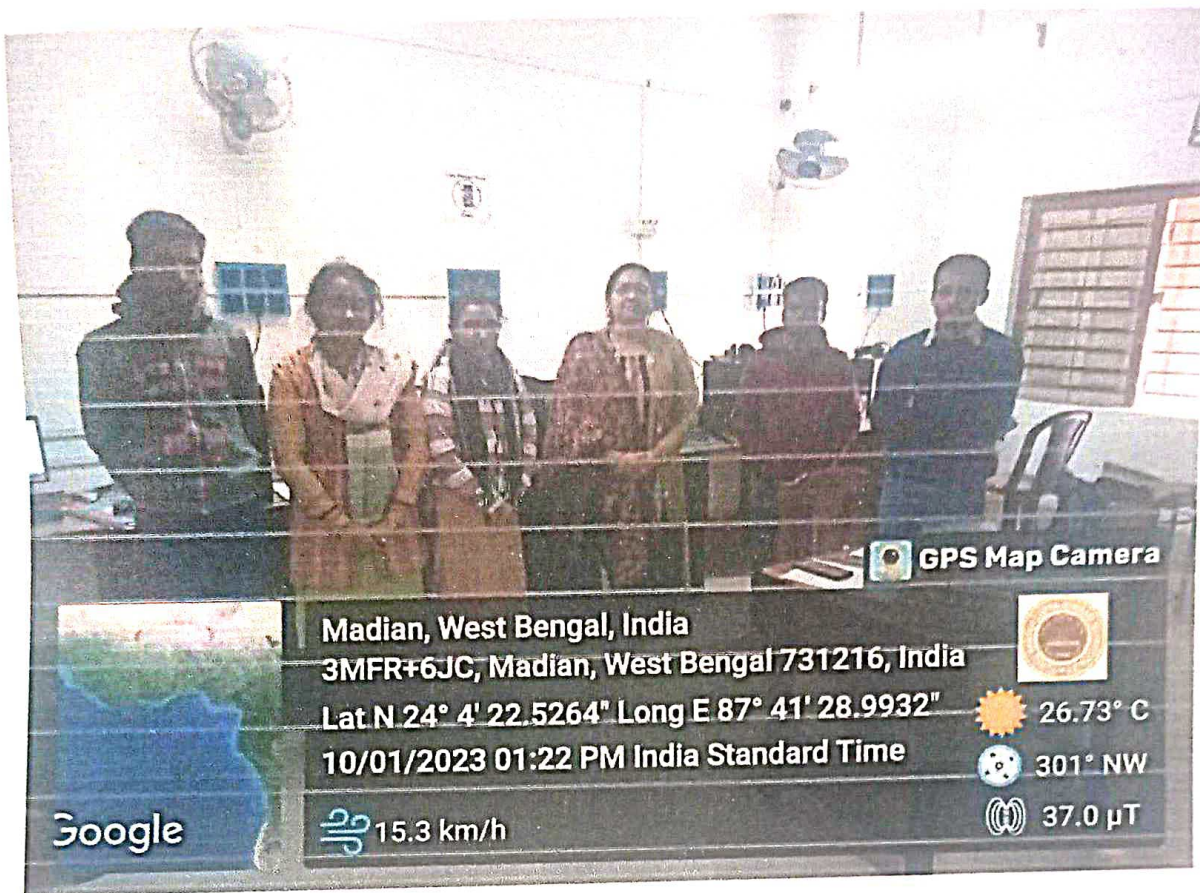 GPS Map Camera
Madian, West Bengal, India
3MFR+6JC, Madian, West Bengal 731216, India
Lat N 24° 4' 22.5264" Long E 87° 41' 28.9932"
10/01/2023 01:22 PM India Standard Time
26.73° C
301° NW
15.3 km/h
37.0 µT
Google